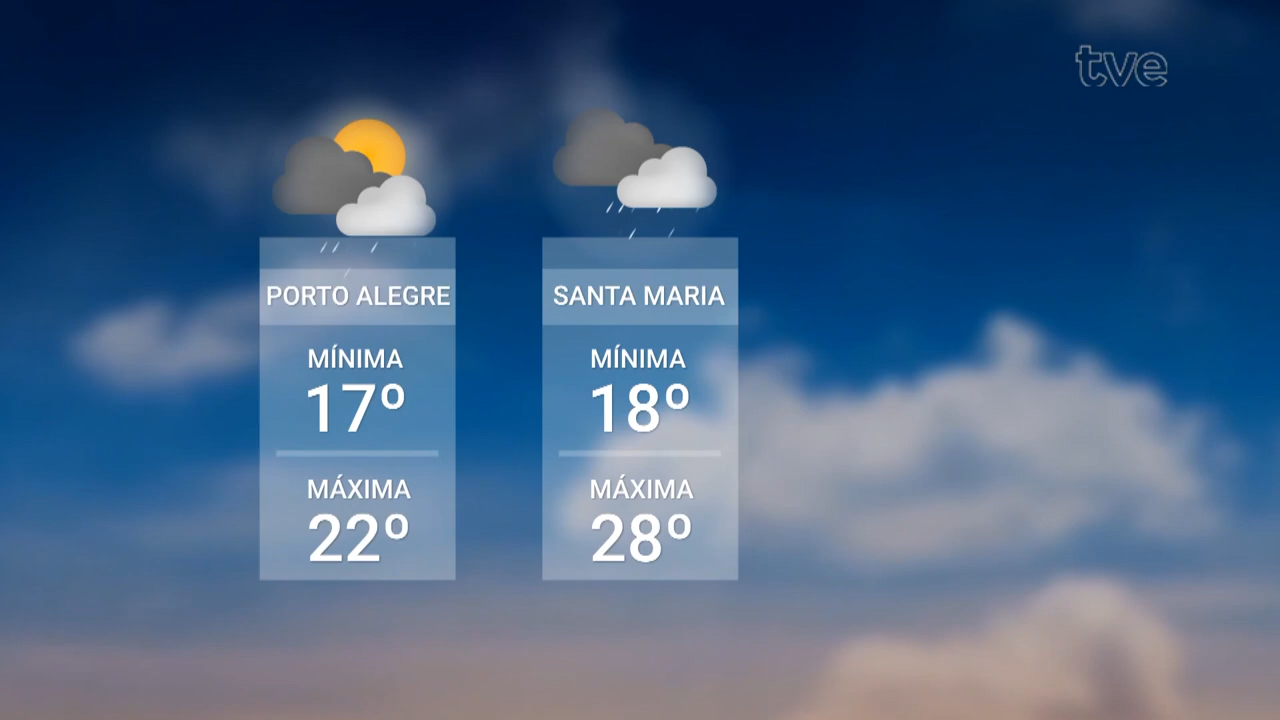 tve
PORTO ALEGRE
MÍNIMA
17º
MÁXIMA
22º
SANTA MARIA
MÍNIMA
18º
MÁXIMA
28º